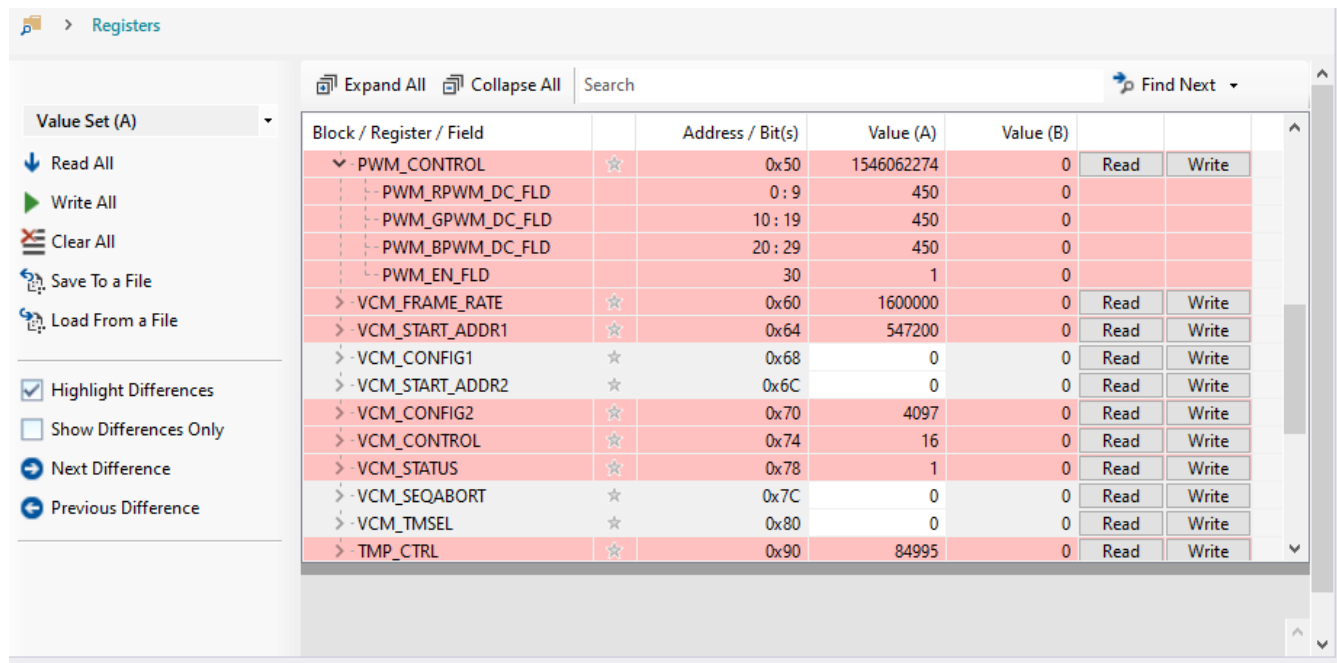 > Registers
Value Set (A)
Read All
Write All
Clear All
Save To a File
Load From a File
Highlight Differences
Show Differences Only
Next Difference
Previous Difference
Expand All Collapse All Search Find Next
Block / Register / Field Address / Bit(s) Value (A) Value (B)
PWM_CONTROL 0x50 1546062274 0 Read Write
PWM_RPWM_DC_FLD 0 : 9 450 0
PWM_GPWM_DC_FLD 10 : 19 450 0
PWM_BPWM_DC_FLD 20 : 29 450 0
PWM_EN_FLD 30 1 0
VCM_FRAME_RATE 0x60 1600000 0 Read Write
VCM_START_ADDR1 0x64 547200 0 Read Write
VCM_CONFIG1 0x68 0 0 Read Write
VCM_START_ADDR2 0x6C 0 0 Read Write
VCM_CONFIG2 0x70 4097 0 Read Write
VCM_CONTROL 0x74 16 0 Read Write
VCM_STATUS 0x78 1 0 Read Write
VCM_SEQABORT 0x7C 0 0 Read Write
VCM_TMSEL 0x80 0 0 Read Write
TMP_CTRL 0x90 84995 0 Read Write